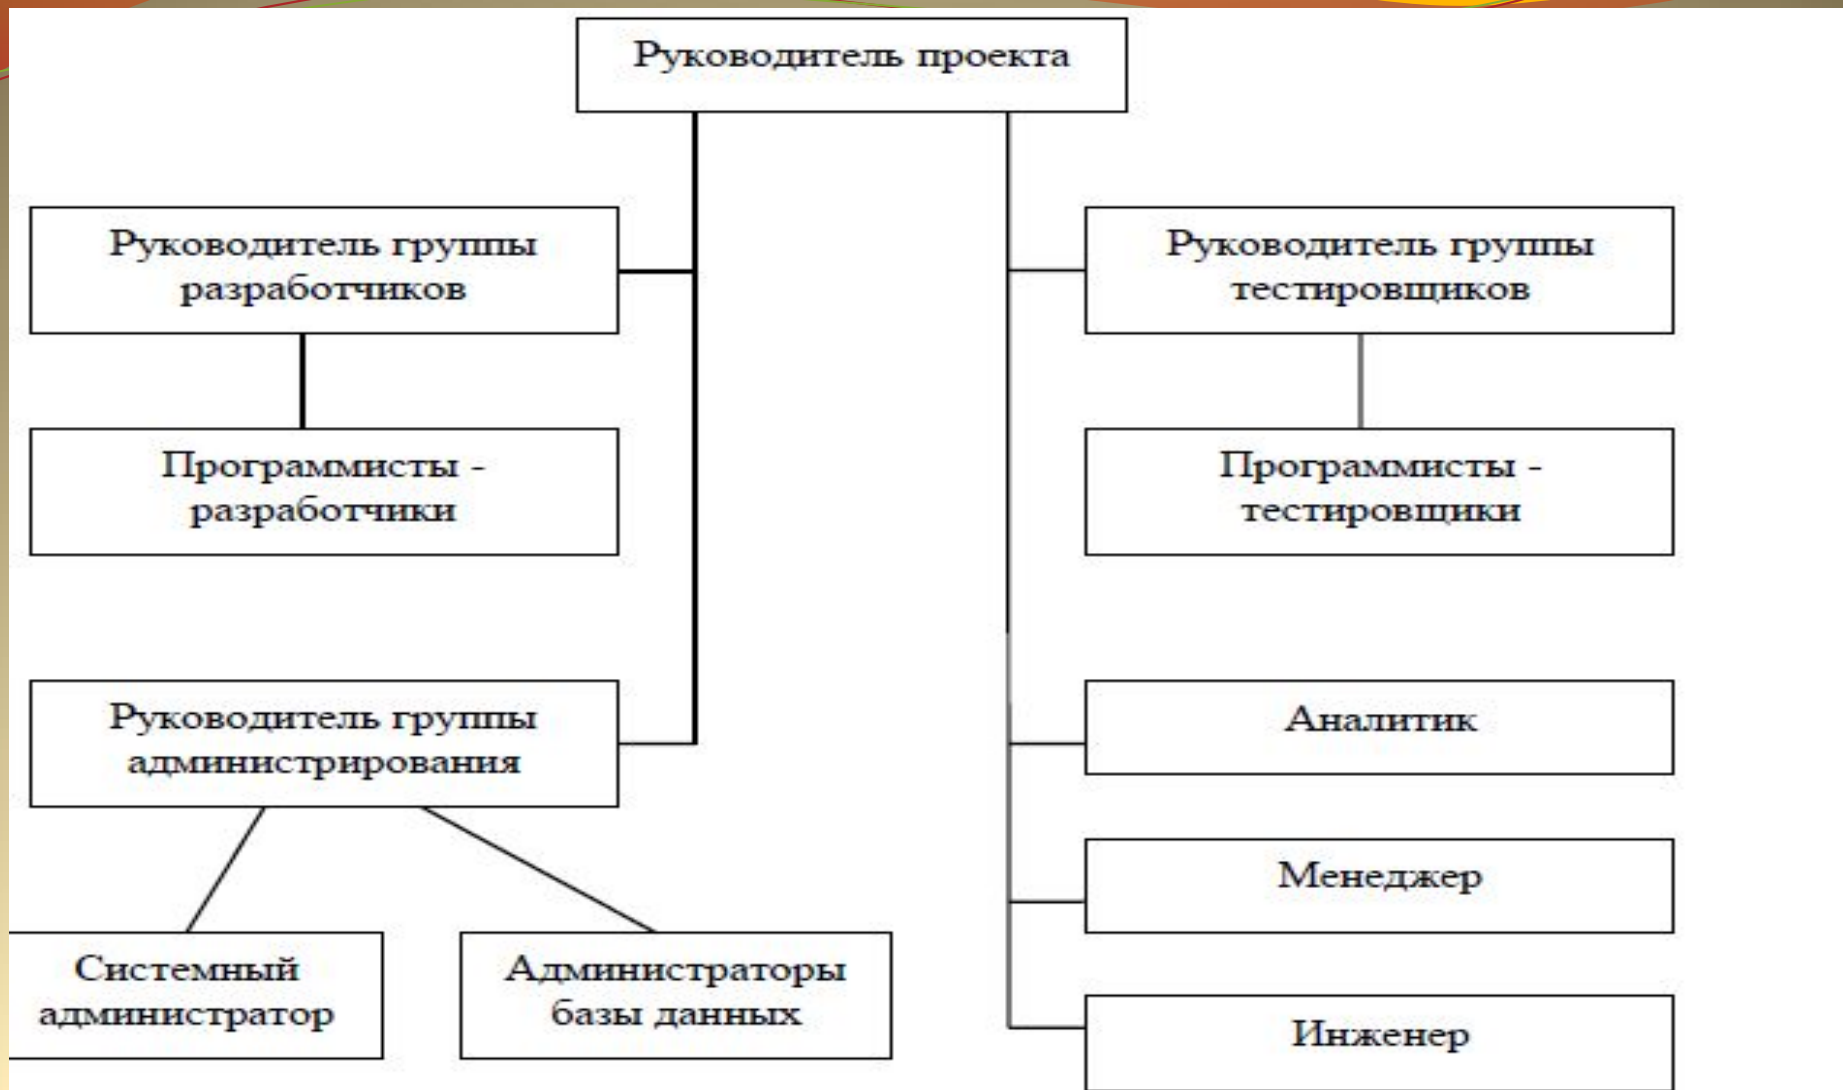 Руководитель проекта
Руководитель группы
разработчиков
Руководитель группы
тестировщиков
Программисты -
разработчики
Программисты -
тестировщики
Руководитель группы
администрирования
Аналитик
Менеджер
Системный
администратор
Администраторы
базы данных
Инженер